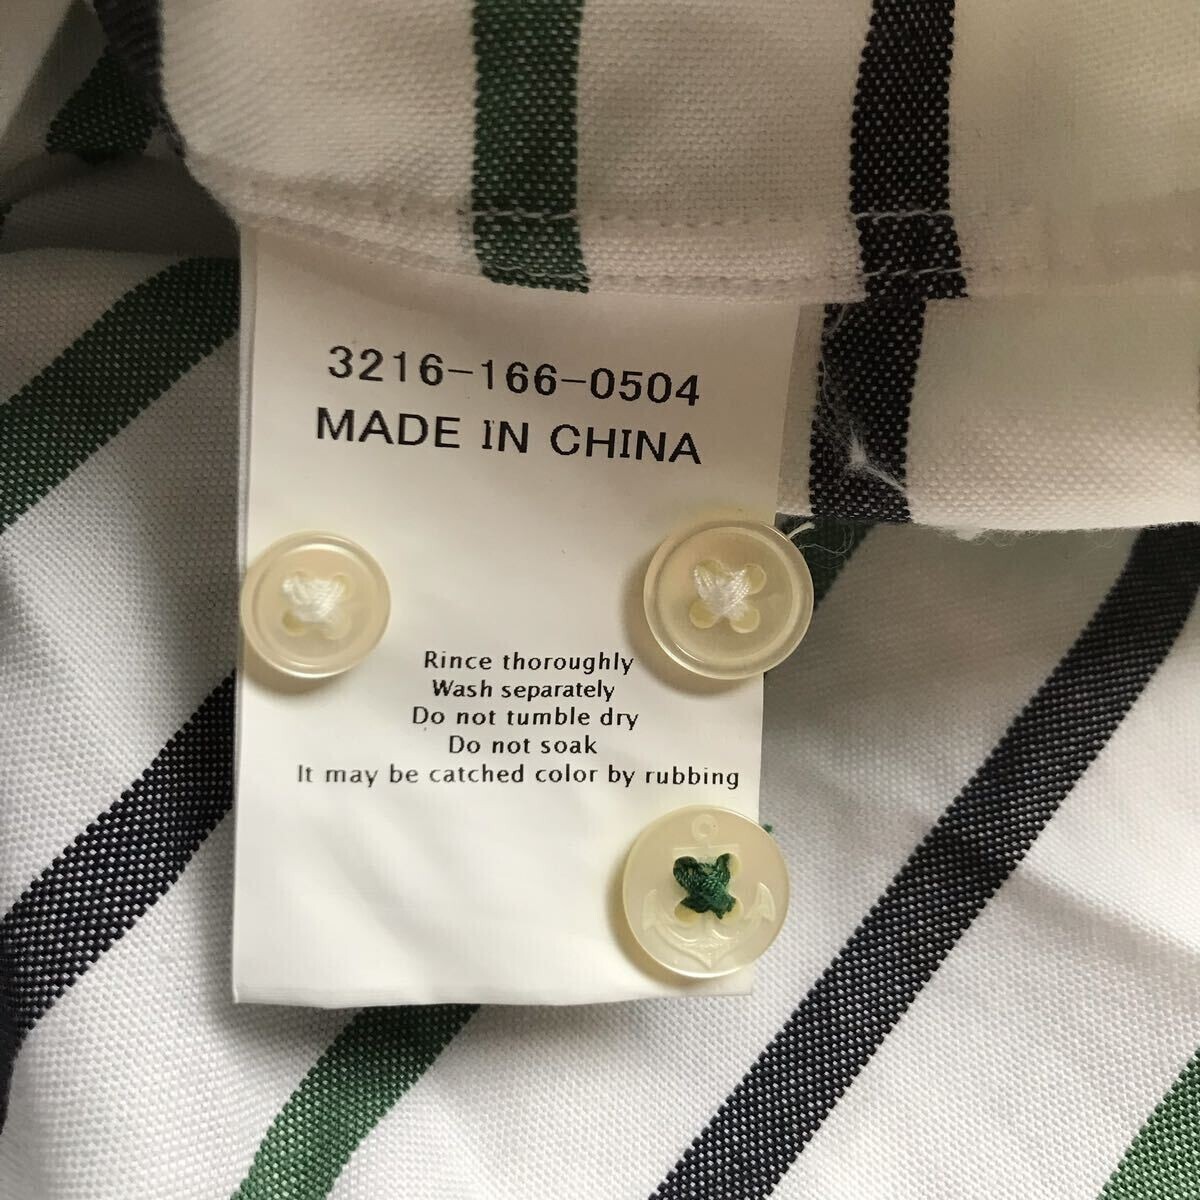 3216-166-0504
MADE IN CHINA
Rince thoroughly
Wash separately
Do not tumble dry
Do not soak
It may be catched color by rubbing